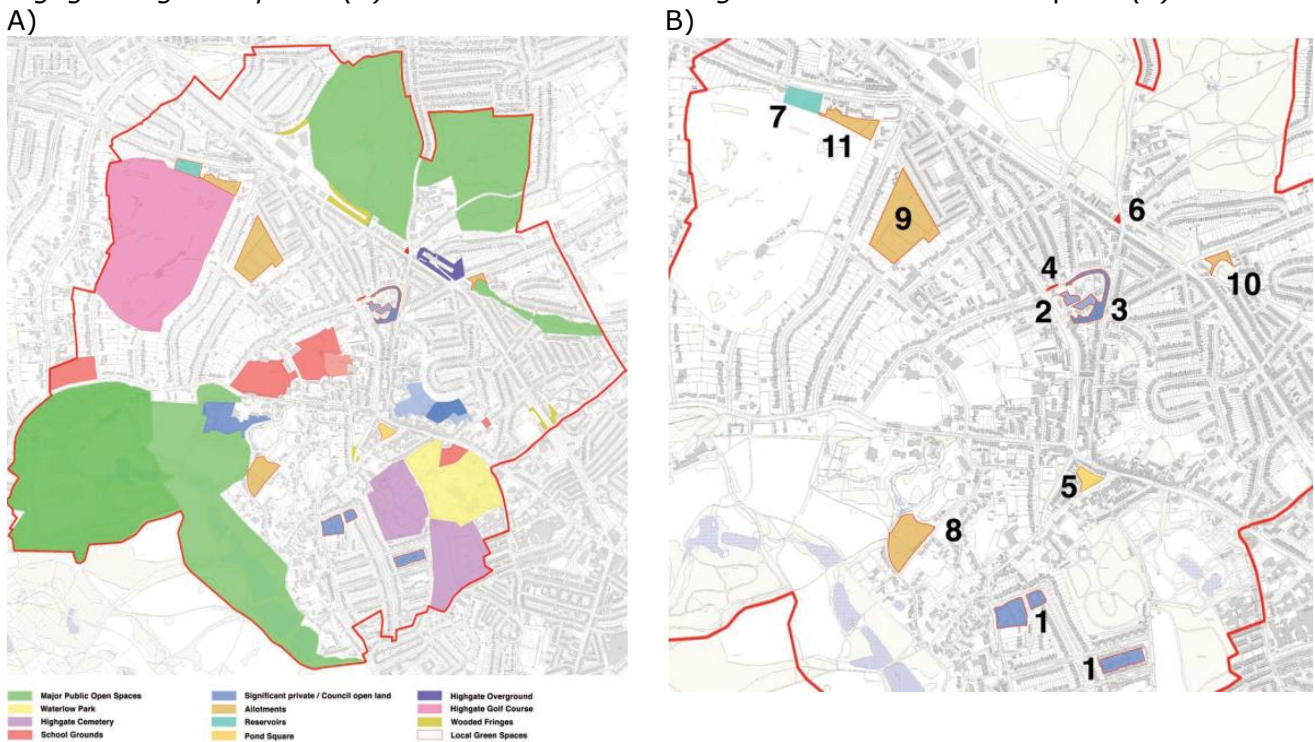 A)
B)
7
11
9
6
4
10
2
3
5
8
1
1
Major Public Open Spaces
Waterlow Park
Highgate Cemetery
School Grounds
Significant private / Council open land
Allotments
Reservoirs
Pond Square
Highgate Overground
Highgate Golf Course
Wooded Fringes
Local Green Spaces